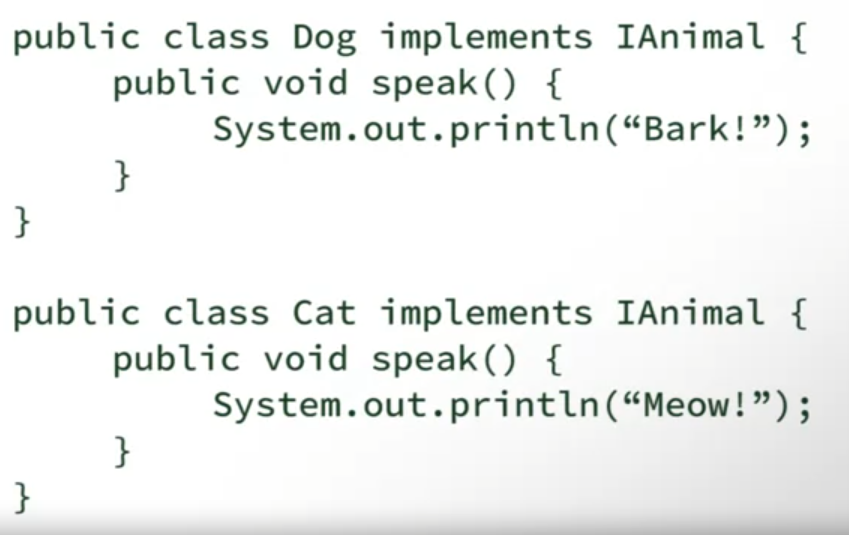 public class Dog implements IAnimal {
public void speak() {
System.out.println(“Bark!”);
}
}
public class Cat implements IAnimal {
public void speak() {
System.out.println(“Meow!”);
}
}